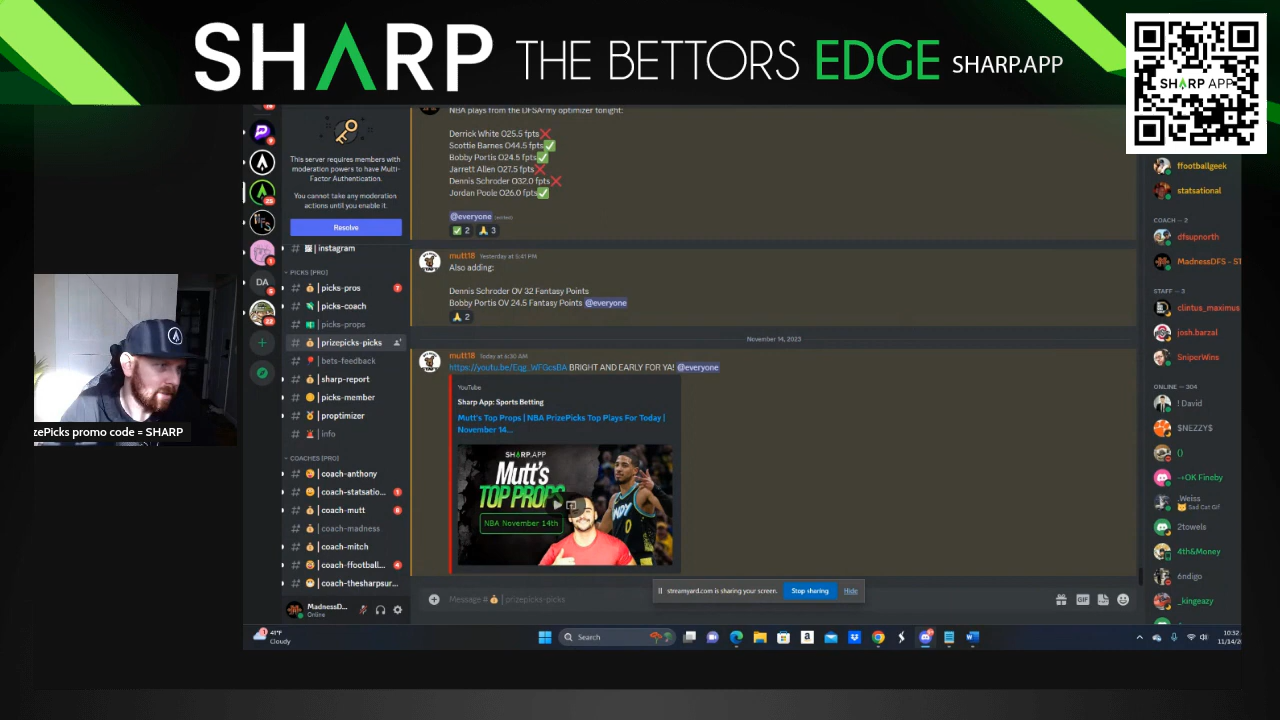 SHARP THE BETTORS EDGE SHARP.APP
SHARP APP
This server requires members with
moderation powers to have Multi-
Factor Authentication.
You cannot take any moderation
actions until you enable it.
Resolve
instagram
PICKS [PRO]
picks-pros
picks-coach
picks-props
prizepicks-picks
bets-feedback
sharp-report
picks-member
proptimizer
info
COACHES [PRO]
coach-anthony
coach-statsatio...
coach-mutt
coach-madness
coach-mitch
coach-ffootball...
coach-thesharpsur...
DA
MadnessD...
Online
NBA plays from the DFSArmy optimizer tonight:
Derrick White O25.5 fpts❌
Scottie Barnes O44.5 fpts✅
Bobby Portis O24.5 fpts✅
Jarrett Allen O27.5 fpts❌
Dennis Schroder O32.0 fpts❌
Jordan Poole O26.0 fpts✅
@everyone (edited)
2 3
mutt18 Yesterday at 5:41 PM
Also adding:
Dennis Schroder OV 32 Fantasy Points
Bobby Portis OV 24.5 Fantasy Points @everyone
2
November 14, 2023
mutt18 Today at 6:30 AM
BRIGHT AND EARLY FOR YA! @everyone
YouTube
Sharp App: Sports Betting
Mutt's Top Props | NBA PrizePicks Top Plays For Today |
November 14...
SHARP.APP
Mutt's
TOP PROPS
NBA November 14th
INDY
0
Message # | prizepicks-picks
GIF
streamyard.com is sharing your screen. Stop sharing Hide
ffootballgeek
statsational
COACH — 2
dfsupnorth
MadnessDFS - ST
STAFF — 3
clintus_maximus
josh.barzal
SniperWins
ONLINE — 304
! David
$NEZZY$
()
-+OK Fineby
.Weiss
Sad Cat Gif
2towels
4th&Money
6ndigo
_kingeazy
zePicks promo code = SHARP
41°F
Cloudy
Search
10:32
11/14/2